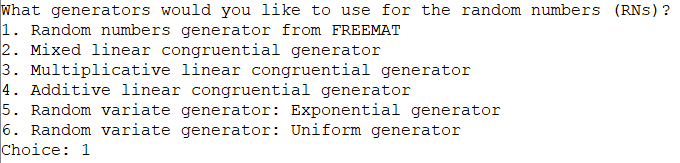 What generators would you like to use for the random numbers (RNs)?
1. Random numbers generator from FREEMAT
2. Mixed linear congruential generator
3. Multiplicative linear congruential generator
4. Additive linear congruential generator
5. Random variate generator: Exponential generator
6. Random variate generator: Uniform generator
Choice: 1